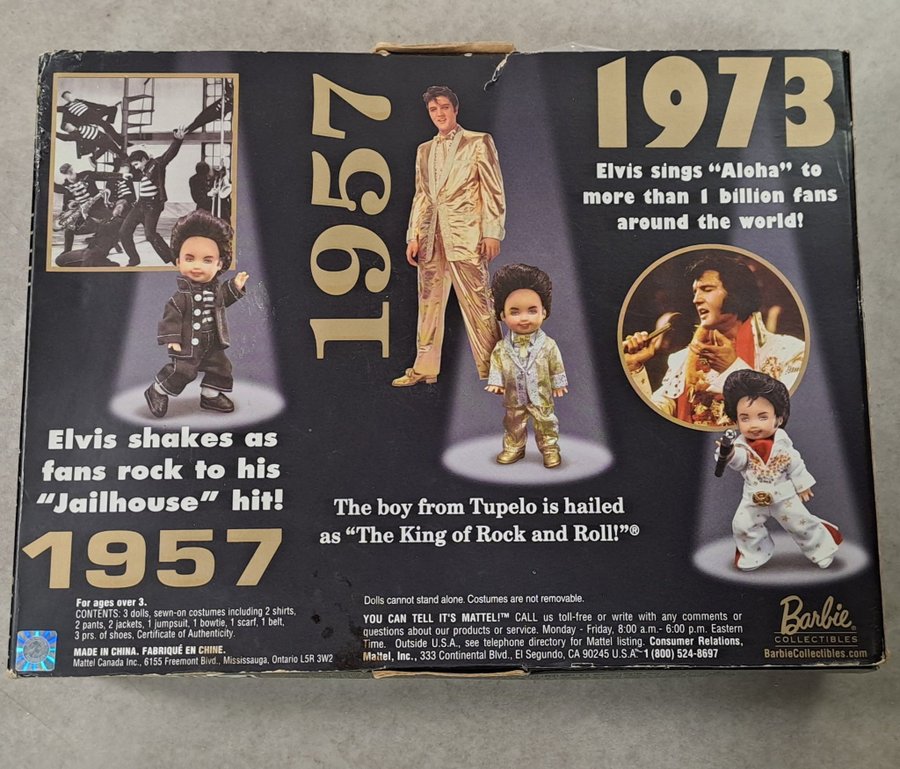 1957
1973
Elvis sings “Aloha” to
more than 1 billion fans
around the world!
Elvis shakes as
fans rock to his
“Jailhouse” hit!
1957
The boy from Tupelo is hailed
as “The King of Rock and Roll!”®
For ages over 3.
CONTENTS: 3 dolls, sewn-on costumes including 2 shirts,
2 pants, 2 jackets, 1 jumpsuit, 1 bowtie, 1 scarf, 1 belt,
3 prs. of shoes, Certificate of Authenticity.
MADE IN CHINA. FABRIQUÉ EN CHINE.
Mattel Canada Inc., 6155 Freemont Blvd., Mississauga, Ontario L5R 3W2
Dolls cannot stand alone. Costumes are not removable.
YOU CAN TELL IT'S MATTEL!™ CALL us toll-free or write with any comments or
questions about our products or service. Monday - Friday, 8:00 a.m.- 6:00 p.m. Eastern
Time. Outside U.S.A., see telephone directory for Mattel listing. Consumer Relations,
Mattel, Inc., 333 Continental Blvd., El Segundo, CA 90245 U.S.A. 1 (800) 524-8697
Barbie®
COLLECTIBLES
BarbieCollectibles.com